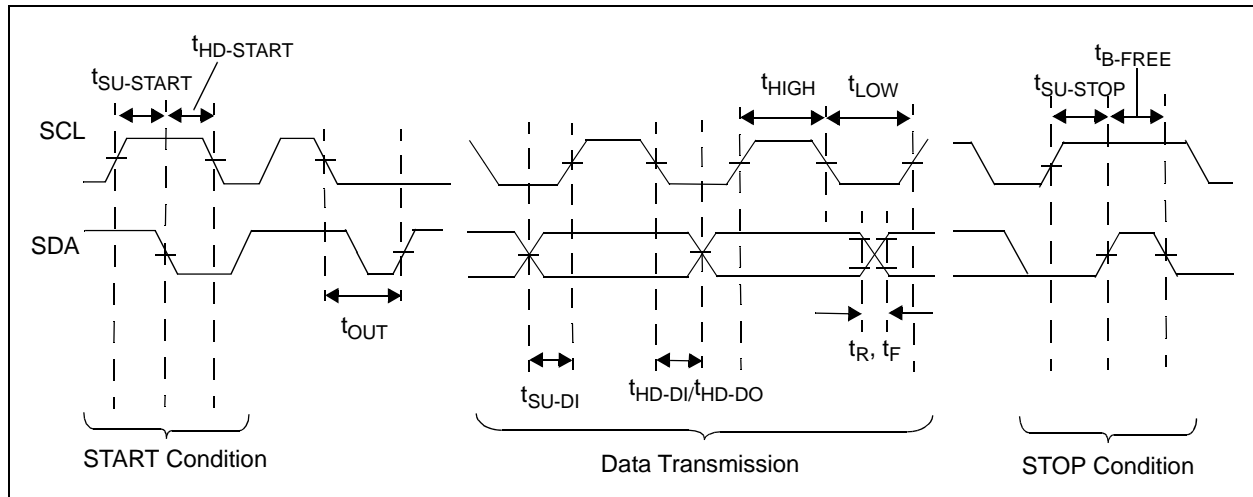 tHD-START
tSU-START
tB-FREE
tSU-STOP
tHIGH
tLOW
SCL
SDA
tOUT
tR, tF
tSU-DI
tHD-DI/tHD-DO
START Condition
Data Transmission
STOP Condition